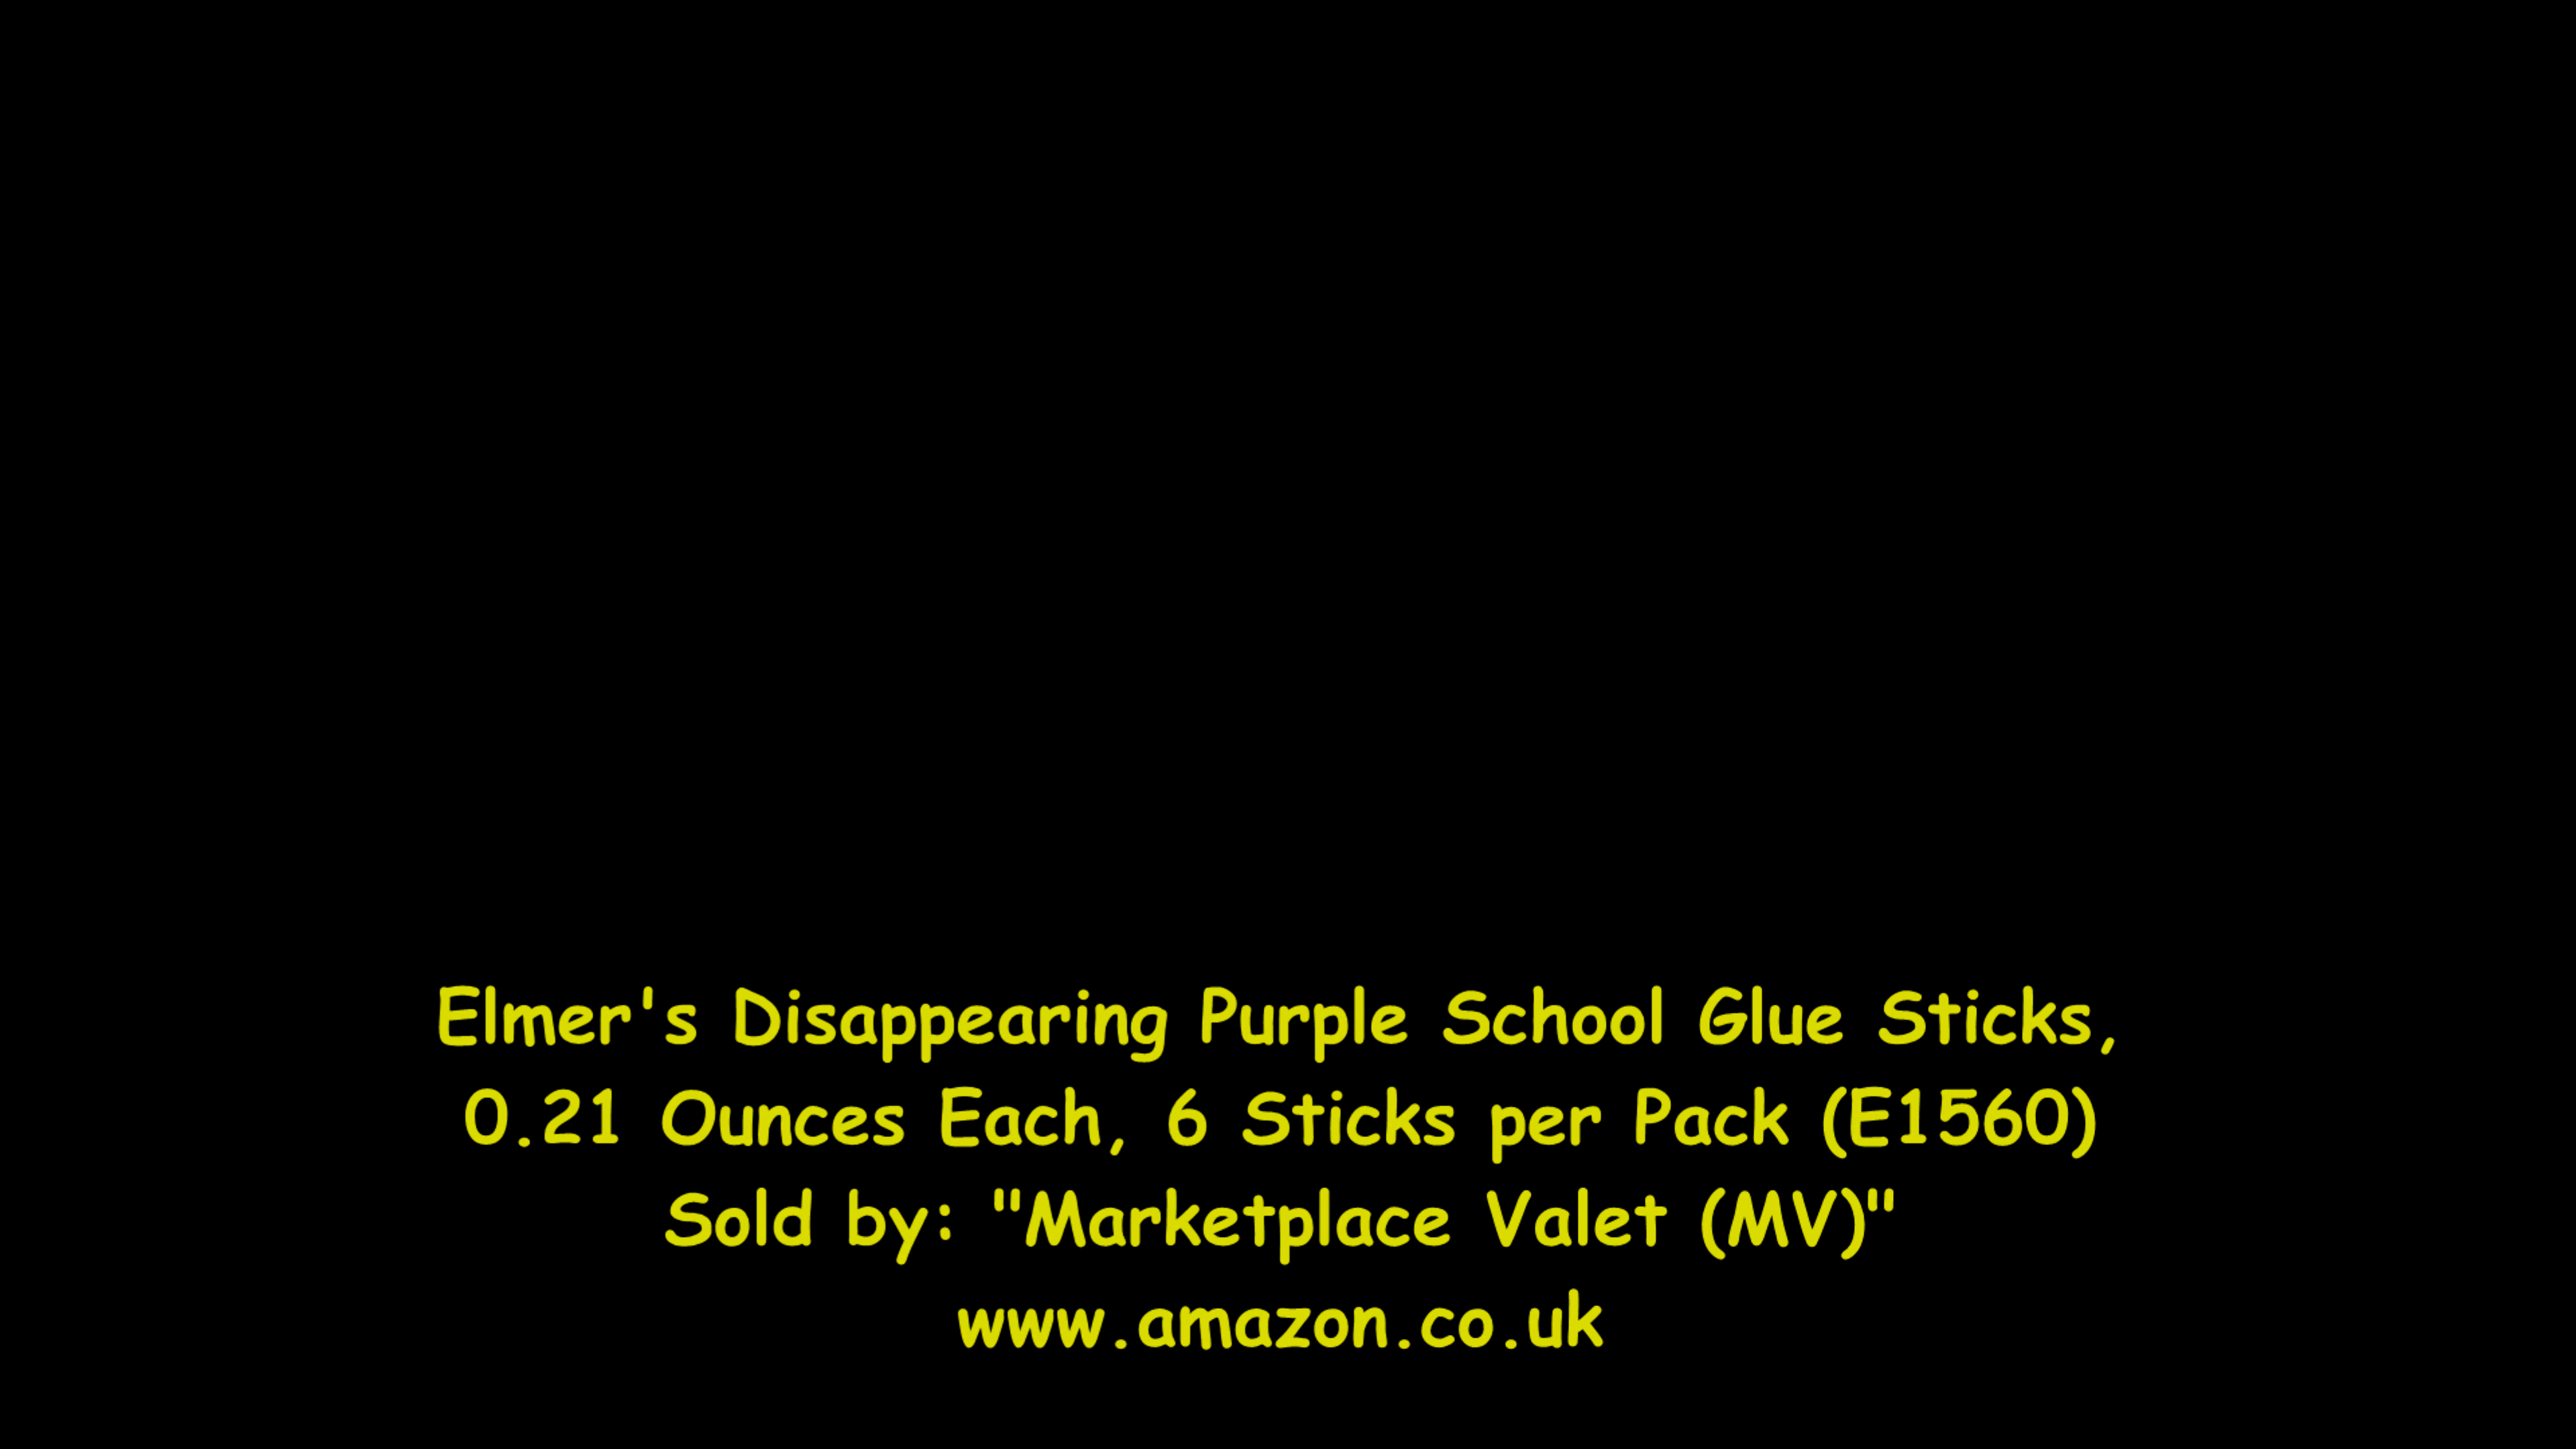 Elmer's Disappearing Purple School Glue Sticks,
0.21 Ounces Each, 6 Sticks per Pack (E1560)
Sold by: "Marketplace Valet (MV)"
www.amazon.co.uk